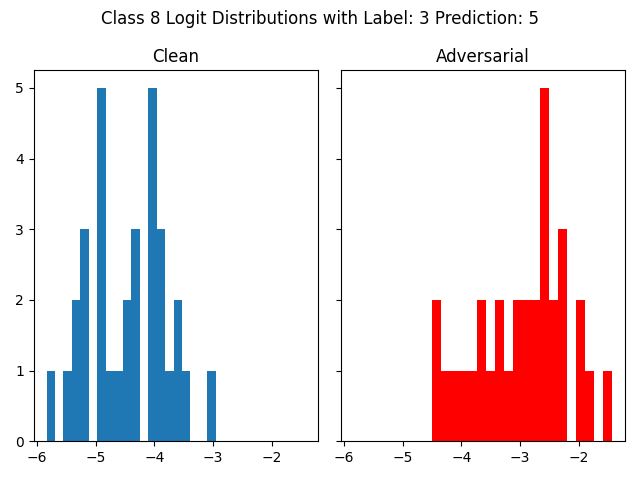 Class 8 Logit Distributions with Label: 3 Prediction: 5
Clean
Adversarial
5
4
3
2
1
0
−6 −5 −4 −3 −2
−6 −5 −4 −3 −2